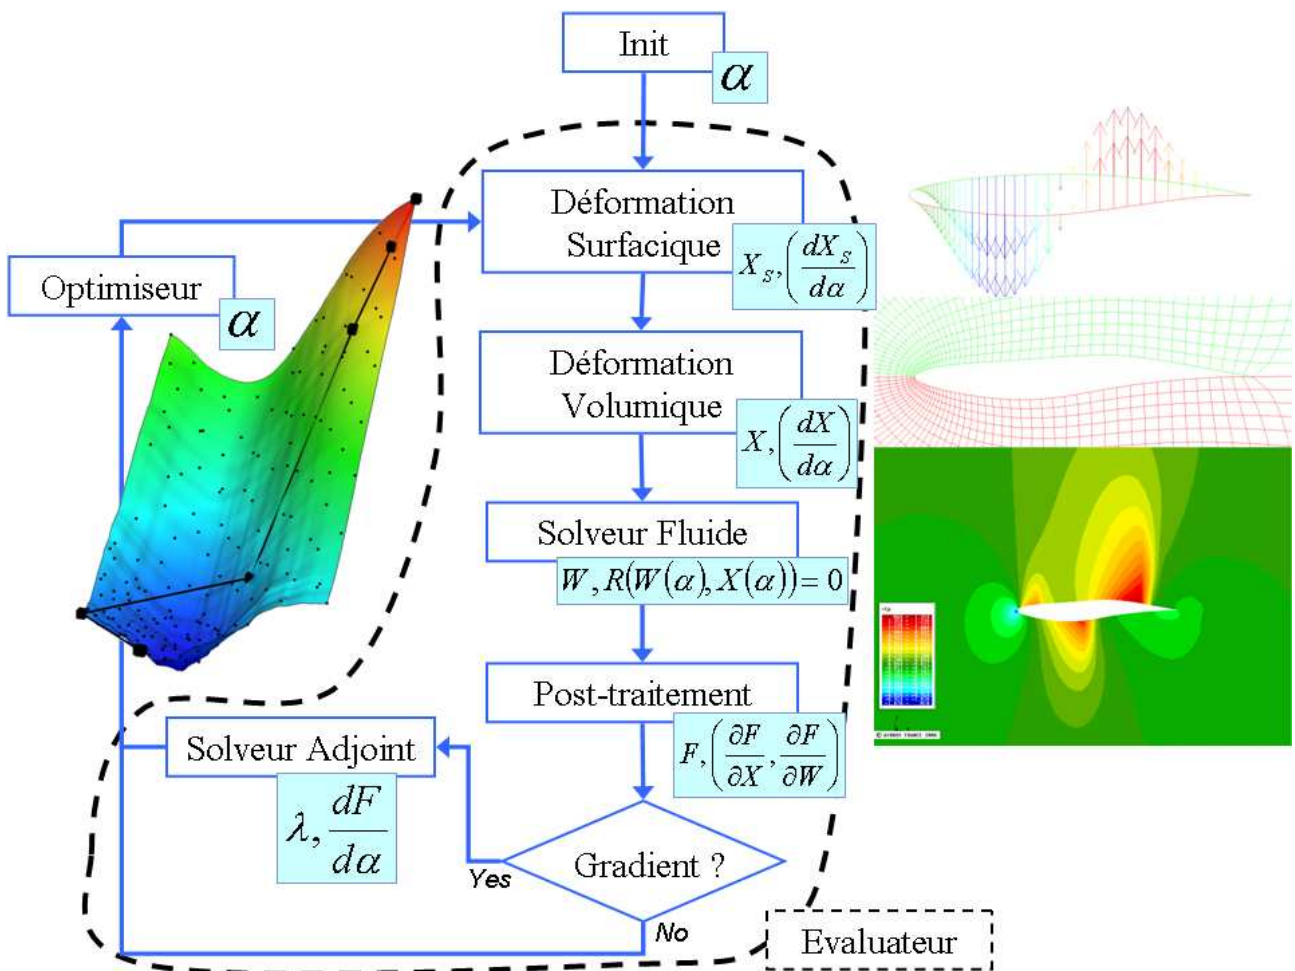 Init
α
Déformation
Surfacique
X_S, (dX_S/dα)
Optimiseur
α
Déformation
Volumique
X, (dX/dα)
Solveur Fluide
W, R(W(α), X(α)) = 0
Post-traitement
F, (∂F/∂X, ∂F/∂W)
Solveur Adjoint
λ, dF/dα
Gradient ?
Yes
No
Evaluateur